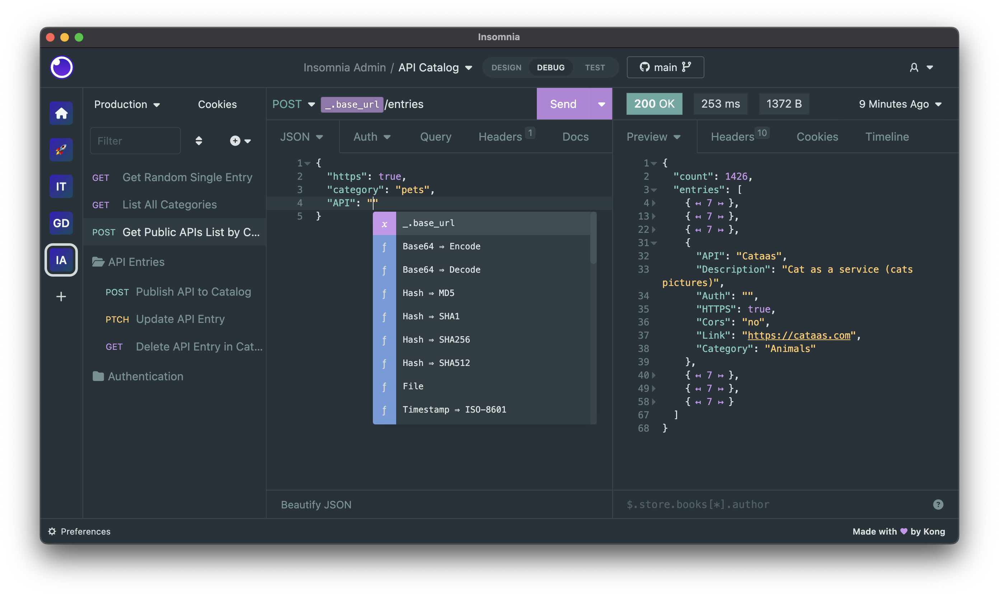 Insomnia
Insomnia Admin / API Catalog
DESIGN DEBUG TEST
main
IT
GD
IA
Production Cookies
Filter
GET Get Random Single Entry
GET List All Categories
POST Get Public APIs List by C...
API Entries
POST Publish API to Catalog
PTCH Update API Entry
GET Delete API Entry in Cat...
Authentication
POST _.base_url/entries
Send
JSON Auth Query Headers 1 Docs
1 {
2 "https": true,
3 "category": "pets",
4 "API": ""
5 }
x _.base_url
ƒ Base64 ⇒ Encode
ƒ Base64 ⇒ Decode
ƒ Hash ⇒ MD5
ƒ Hash ⇒ SHA1
ƒ Hash ⇒ SHA256
ƒ Hash ⇒ SHA512
ƒ File
ƒ Timestamp ⇒ ISO-8601
Beautify JSON
200 OK 253 ms 1372 B 9 Minutes Ago
Preview Headers 10 Cookies Timeline
1 {
2 "count": 1426,
3 "entries": [
4 { ↤ 7 ↦ },
13 { ↤ 7 ↦ },
22 { ↤ 7 ↦ },
31 {
32 "API": "Cataas",
33 "Description": "Cat as a service (cats
pictures)",
34 "Auth": "",
35 "HTTPS": true,
36 "Cors": "no",
37 "Link": "https://cataas.com",
38 "Category": "Animals"
39 },
40 { ↤ 7 ↦ },
49 { ↤ 7 ↦ },
58 { ↤ 7 ↦ }
67 ]
68 }
$.store.books[*].author
?
Preferences
Made with 💜 by Kong